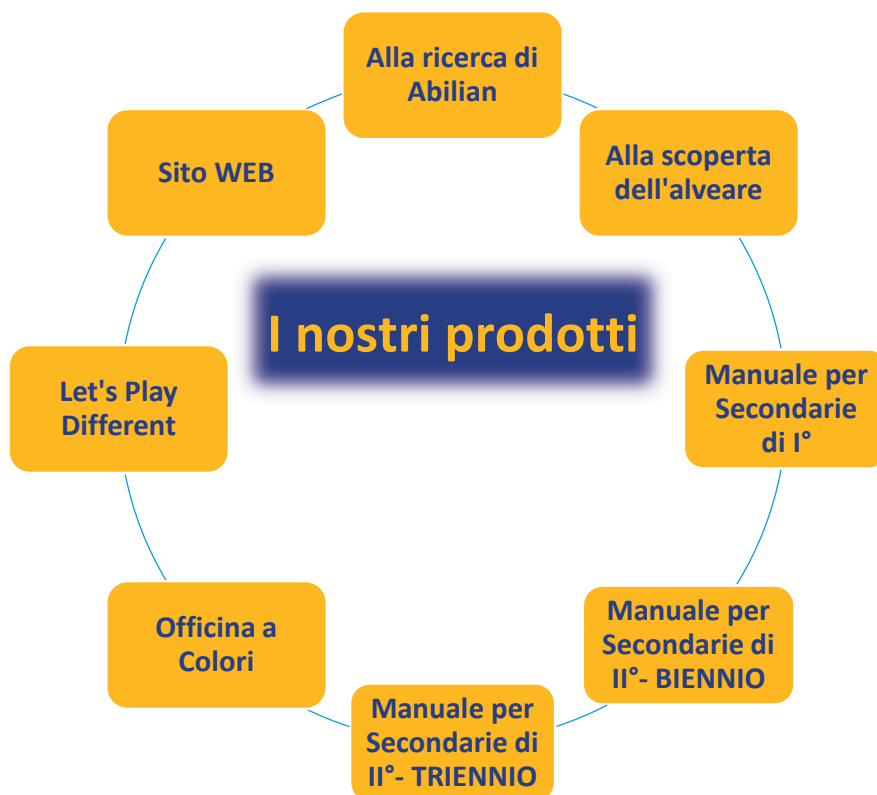 Alla ricerca di
Abilian
Alla scoperta
dell'alveare
Manuale per
Secondarie
di I°
Manuale per
Secondarie di
II°- BIENNIO
Manuale per
Secondarie di
II°- TRIENNIO
Officina a
Colori
Let's Play
Different
Sito WEB
I nostri prodotti